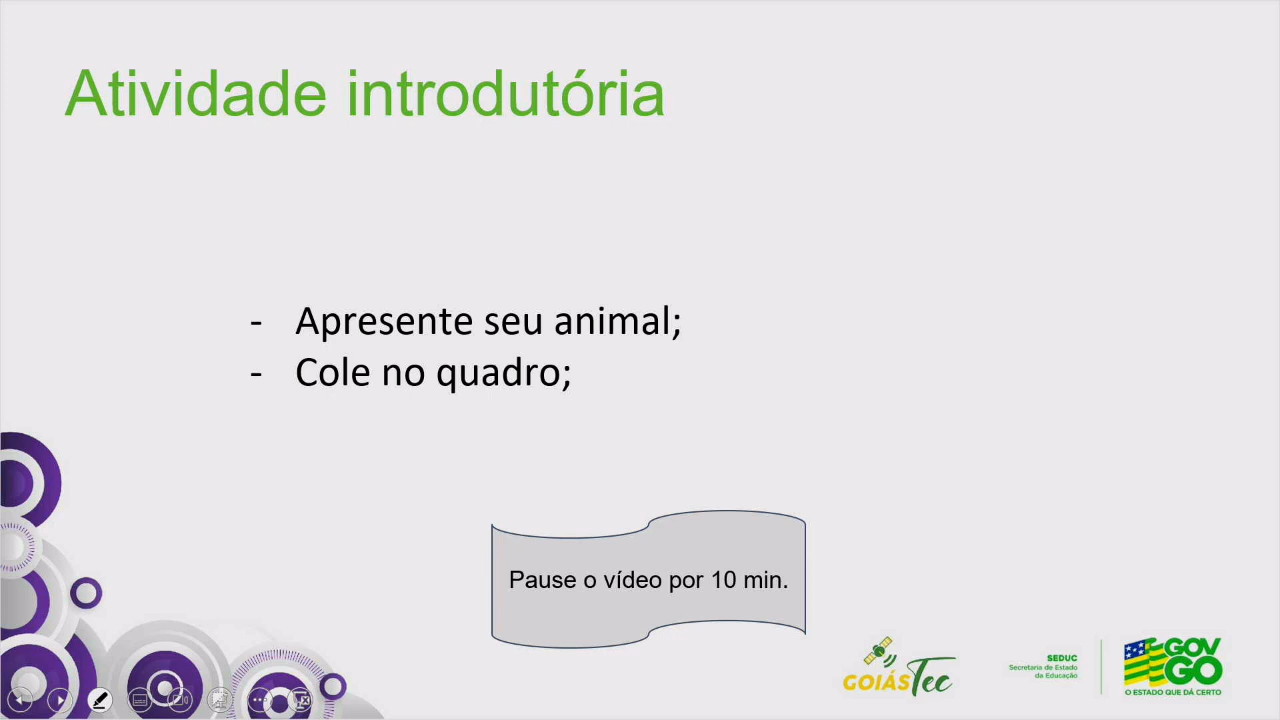 Atividade introdutória
- Apresente seu animal;
- Cole no quadro;
Pause o vídeo por 10 min.
GOIÁSTec
SEDUC
Secretaria de Estado
da Educação
GOV
GO
O ESTADO QUE DÁ CERTO